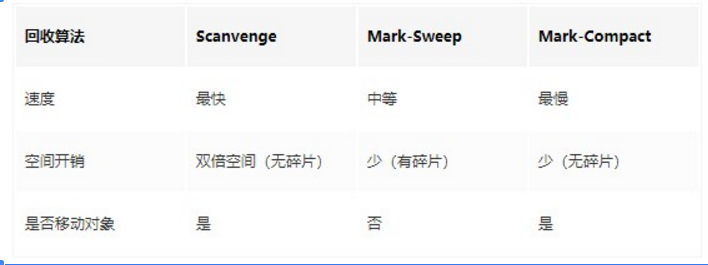 回收算法 Scanvenge Mark-Sweep Mark-Compact
速度 最快 中等 最慢
空间开销 双倍空间（无碎片） 少（有碎片） 少（无碎片）
是否移动对象 是 否 是